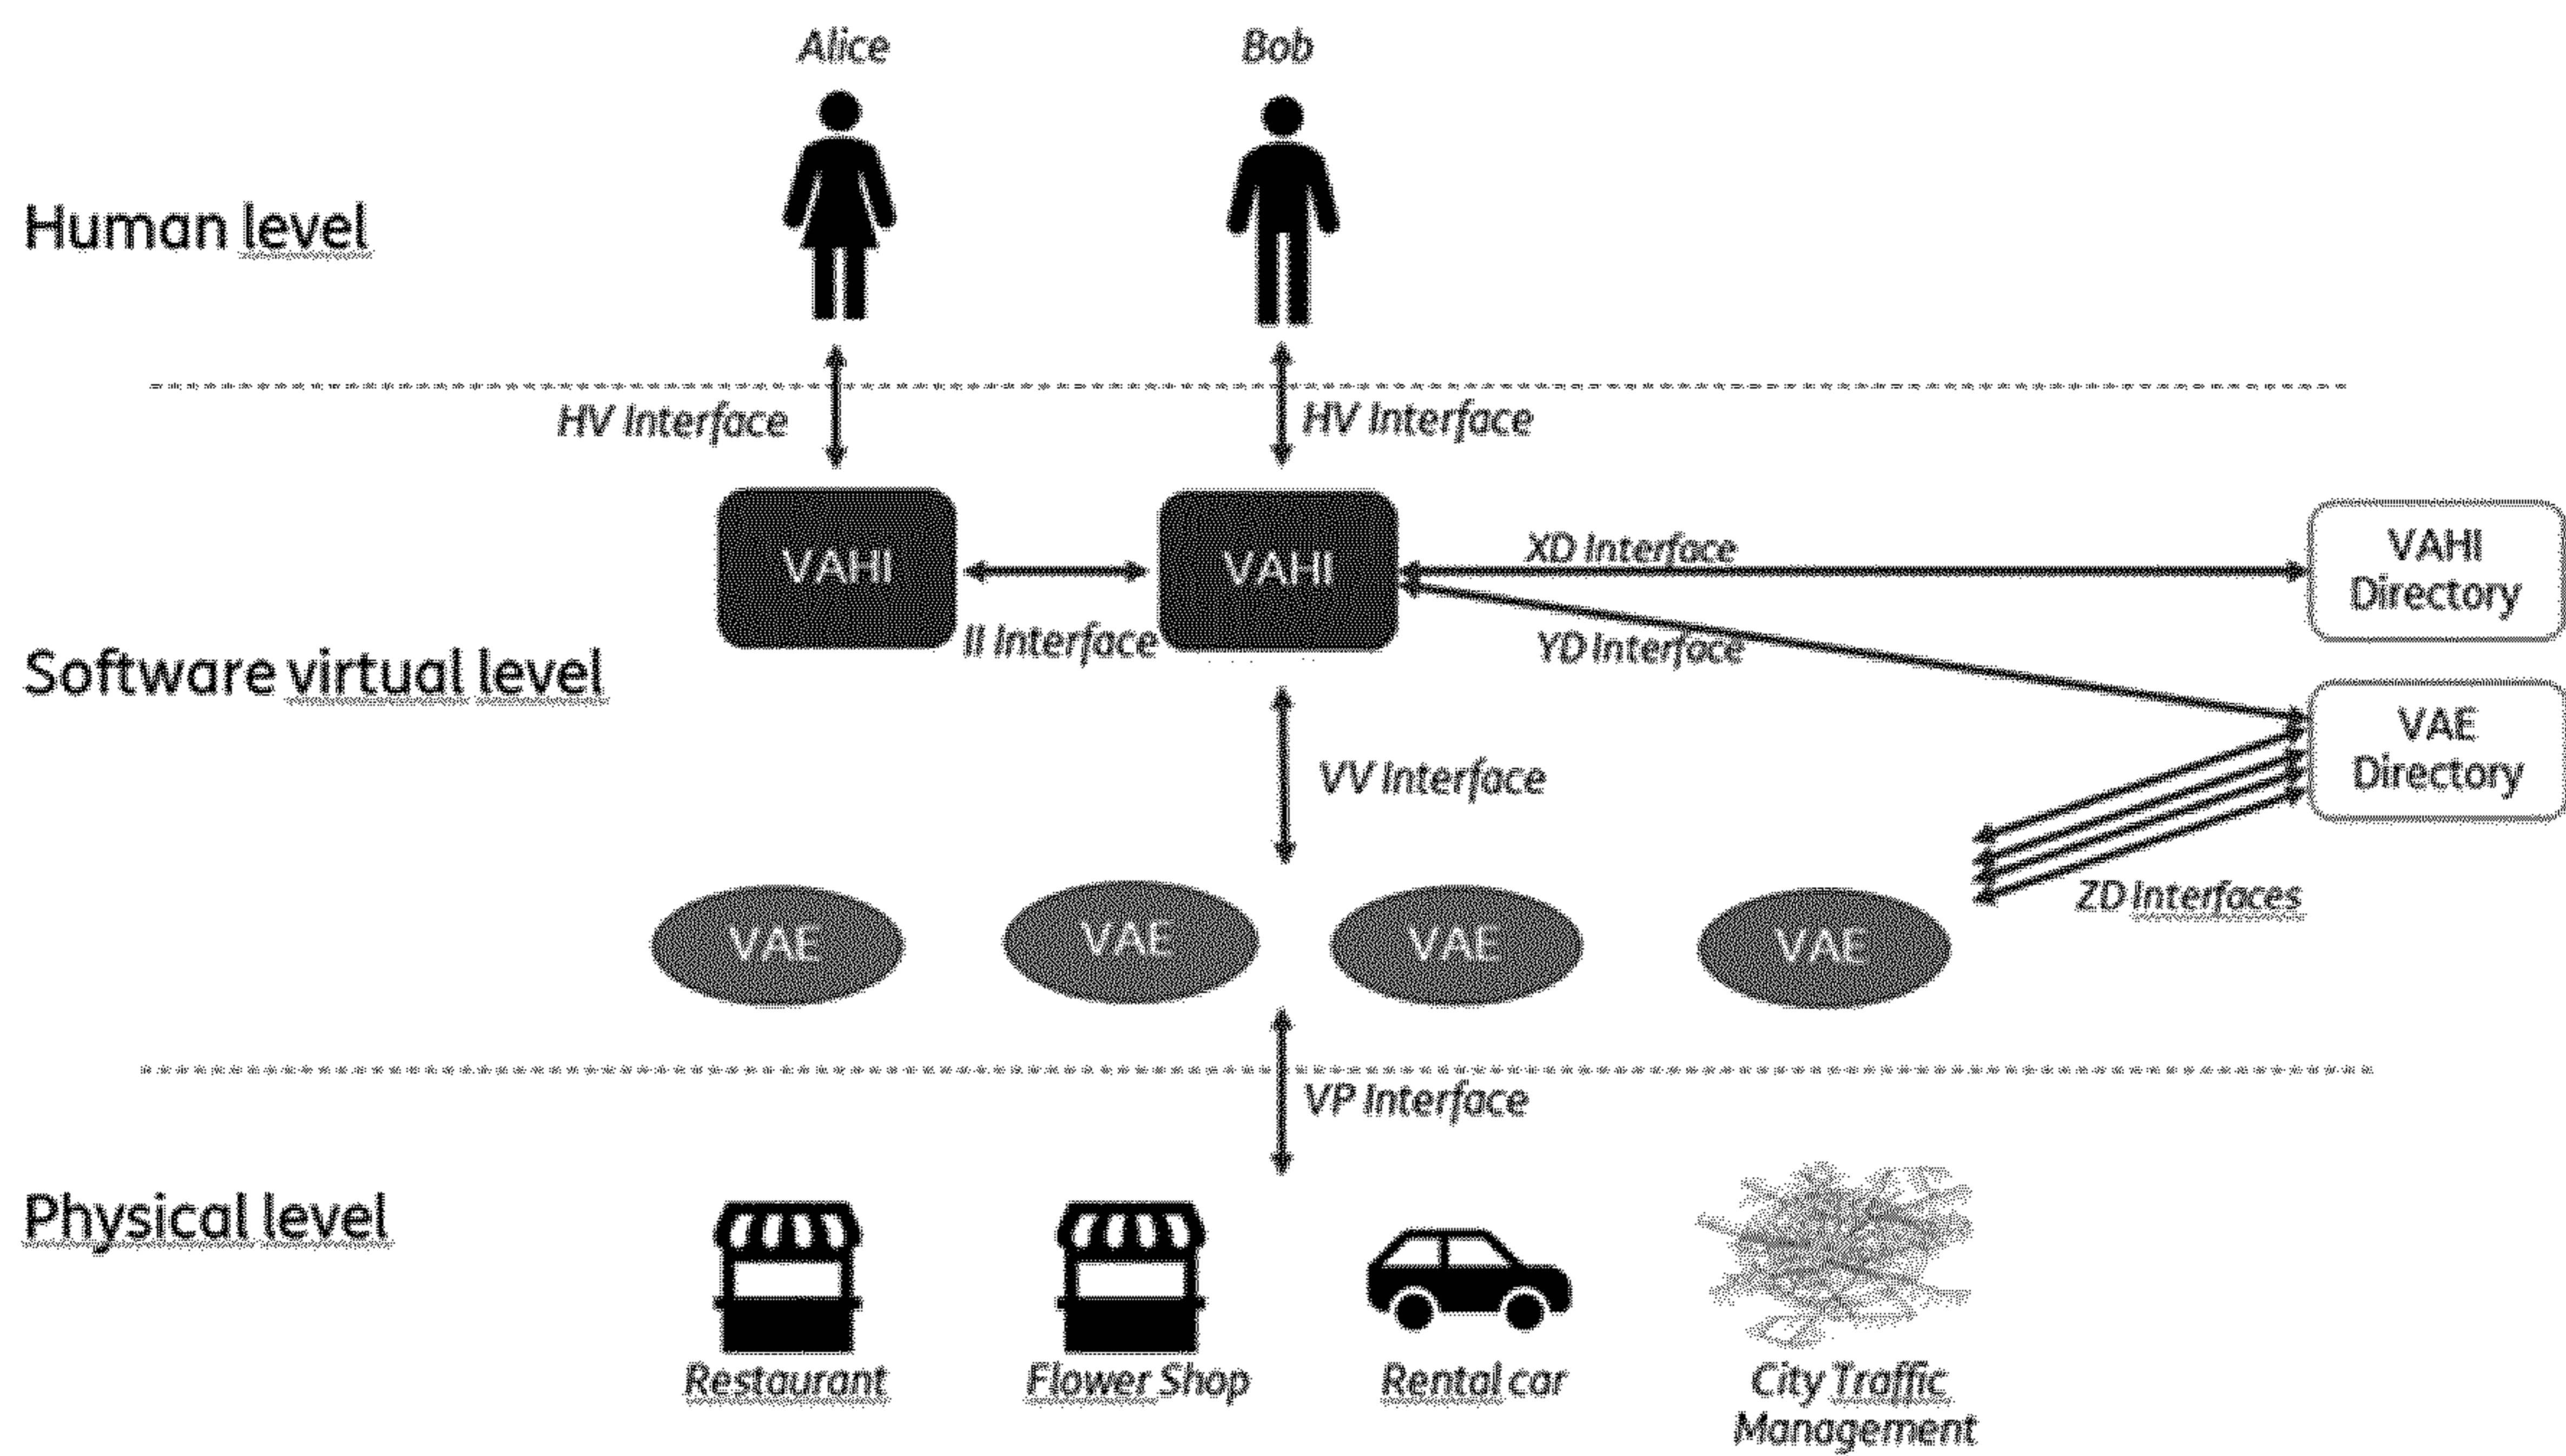 Alice
Bob
Human level
HV Interface
HV Interface
VAHI
VAHI
XD Interface
VAHI
Directory
II Interface
YD Interface
Software virtual level
VAE
Directory
VV Interface
ZD Interfaces
VAE
VAE
VAE
VAE
VP Interface
Physical level
Restaurant
Flower Shop
Rental car
City Traffic
Management